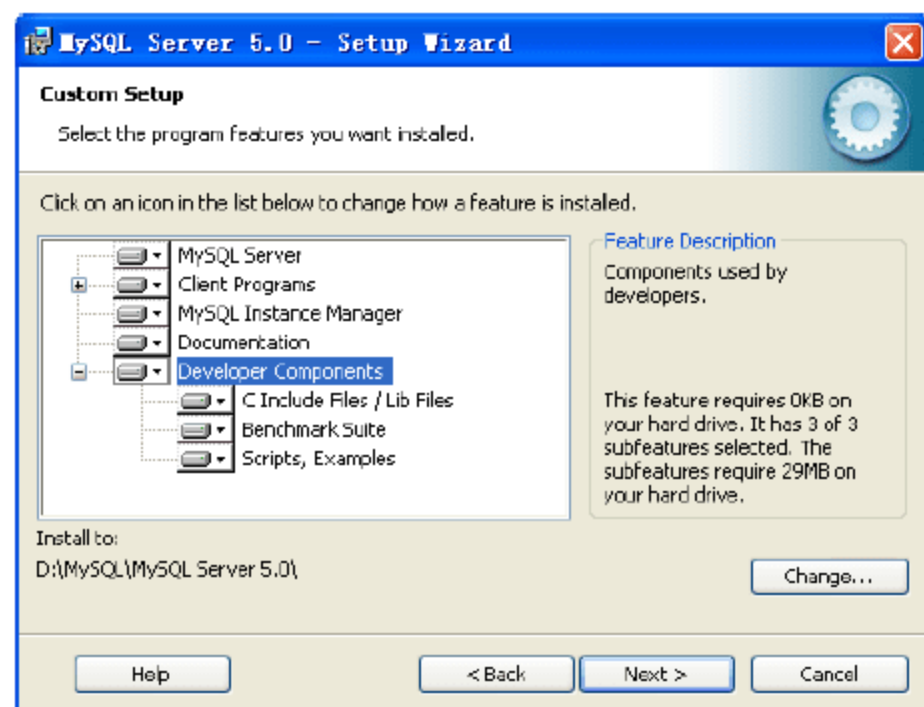 MySQL Server 5.0 - Setup Wizard
Custom Setup
Select the program features you want installed.
Click on an icon in the list below to change how a feature is installed.
MySQL Server
Client Programs
MySQL Instance Manager
Documentation
Developer Components
C Include Files / Lib Files
Benchmark Suite
Scripts, Examples
Feature Description
Components used by
developers.
This feature requires 0KB on
your hard drive. It has 3 of 3
subfeatures selected. The
subfeatures require 29MB on
your hard drive.
Install to:
D:\MySQL\MySQL Server 5.0\
Change...
Help
< Back
Next >
Cancel